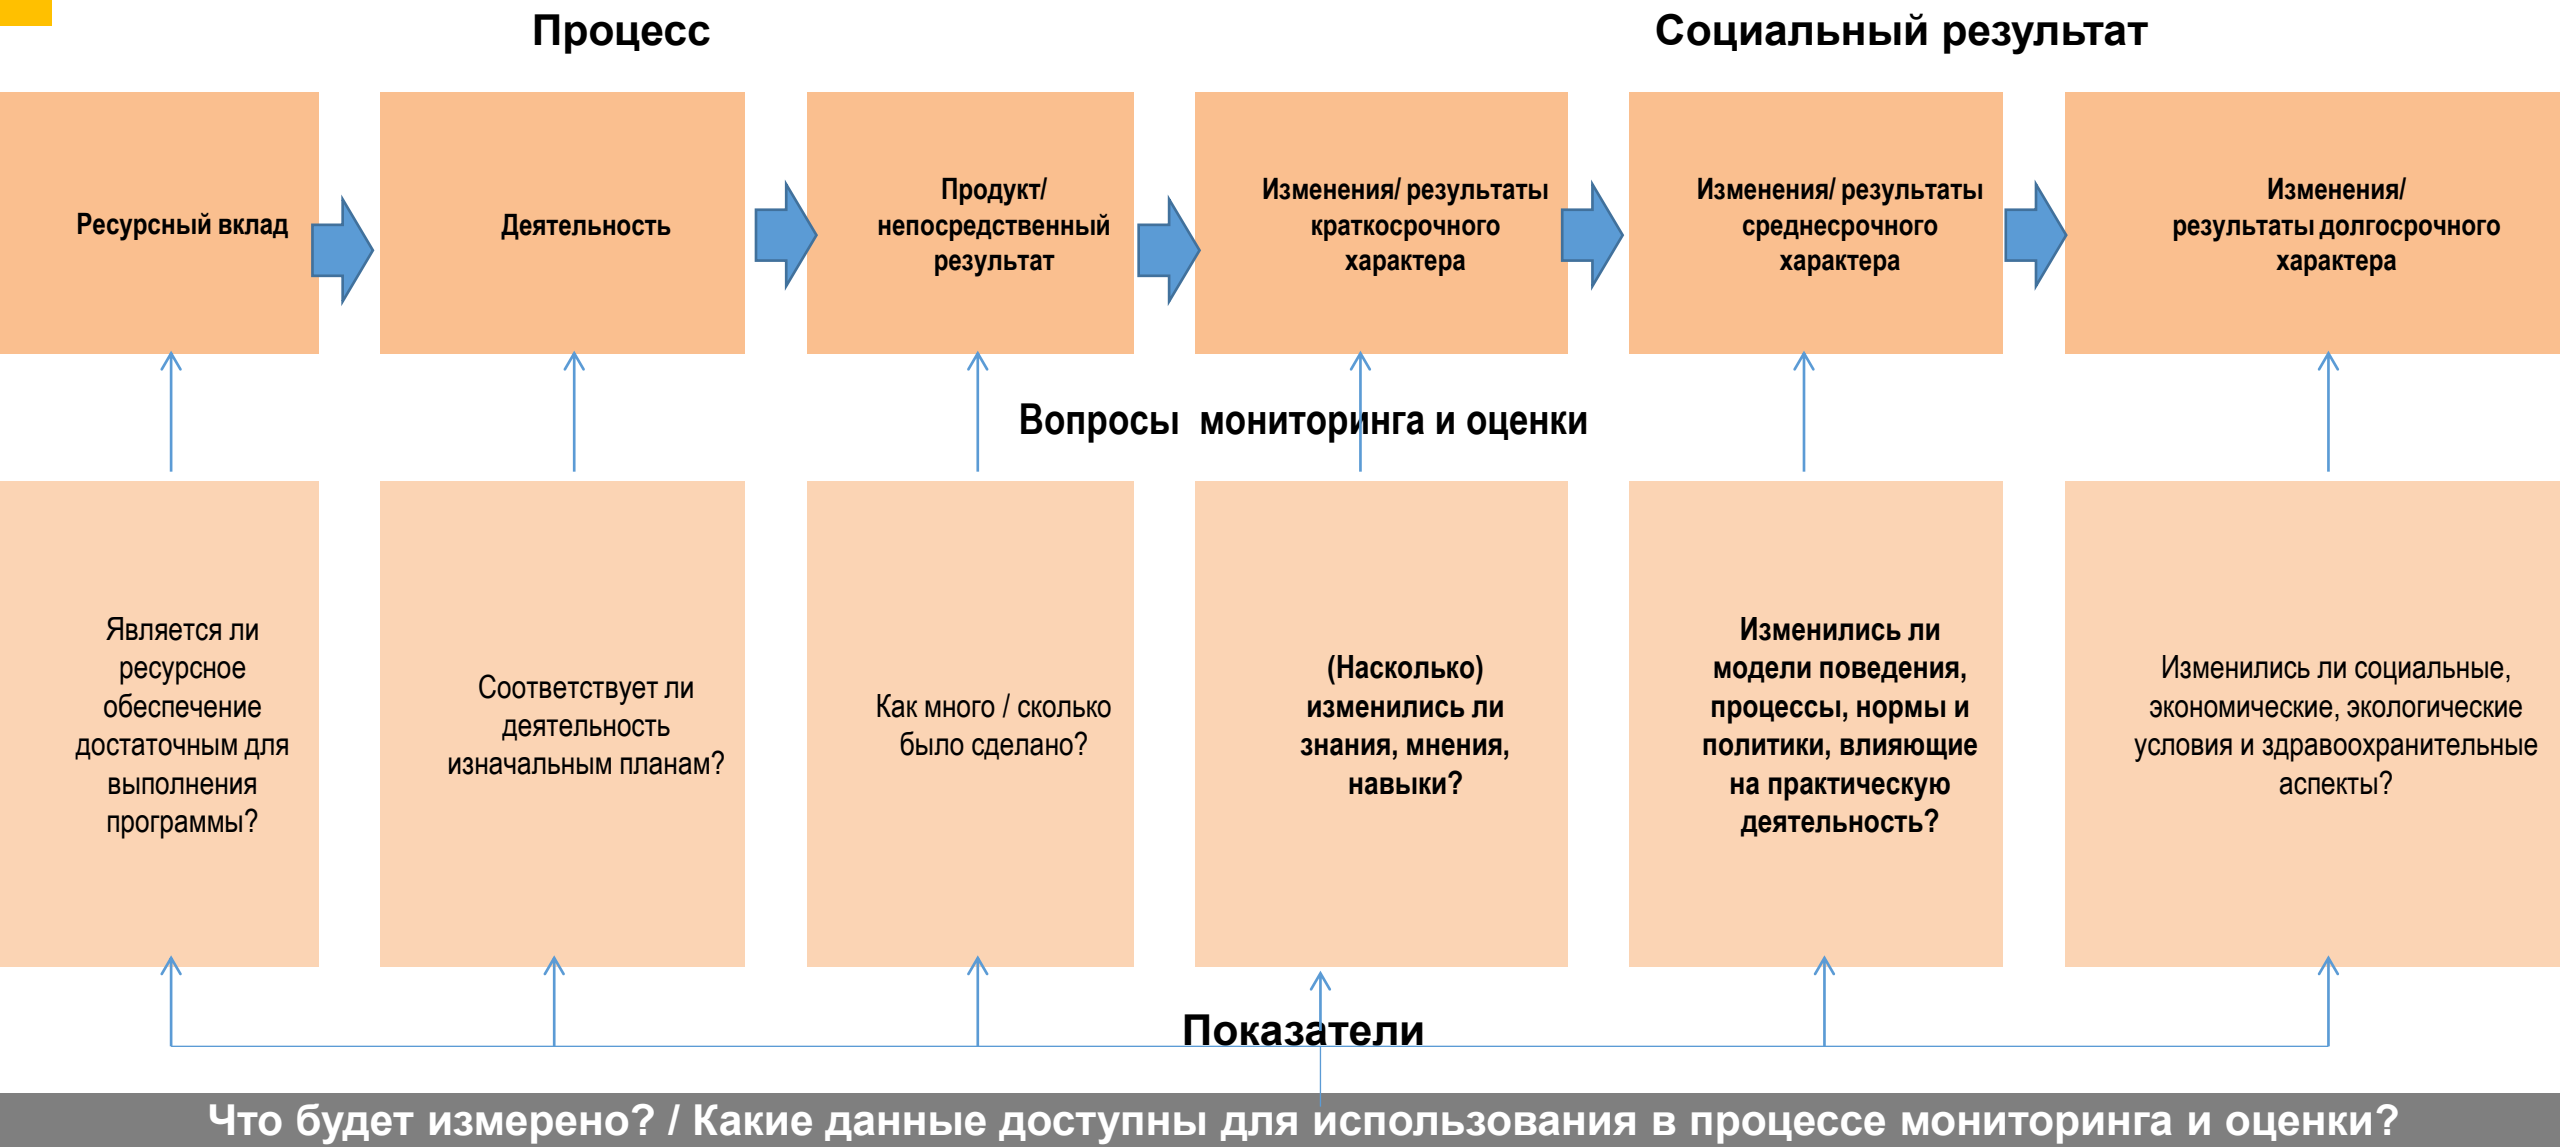 Процесс
Социальный результат
Ресурсный вклад
Деятельность
Продукт/
непосредственный
результат
Изменения/ результаты
краткосрочного
характера
Изменения/ результаты
среднесрочного
характера
Изменения/
результаты долгосрочного
характера
Вопросы мониторинга и оценки
Является ли
ресурсное
обеспечение
достаточным для
выполнения
программы?
Соответствует ли
деятельность
изначальным планам?
Как много / сколько
было сделано?
(Насколько)
изменились ли
знания, мнения,
навыки?
Изменились ли
модели поведения,
процессы, нормы и
политики, влияющие
на практическую
деятельность?
Изменились ли социальные,
экономические, экологические
условия и здравоохранительные
аспекты?
Показатели
Что будет измерено? / Какие данные доступны для использования в процессе мониторинга и оценки?